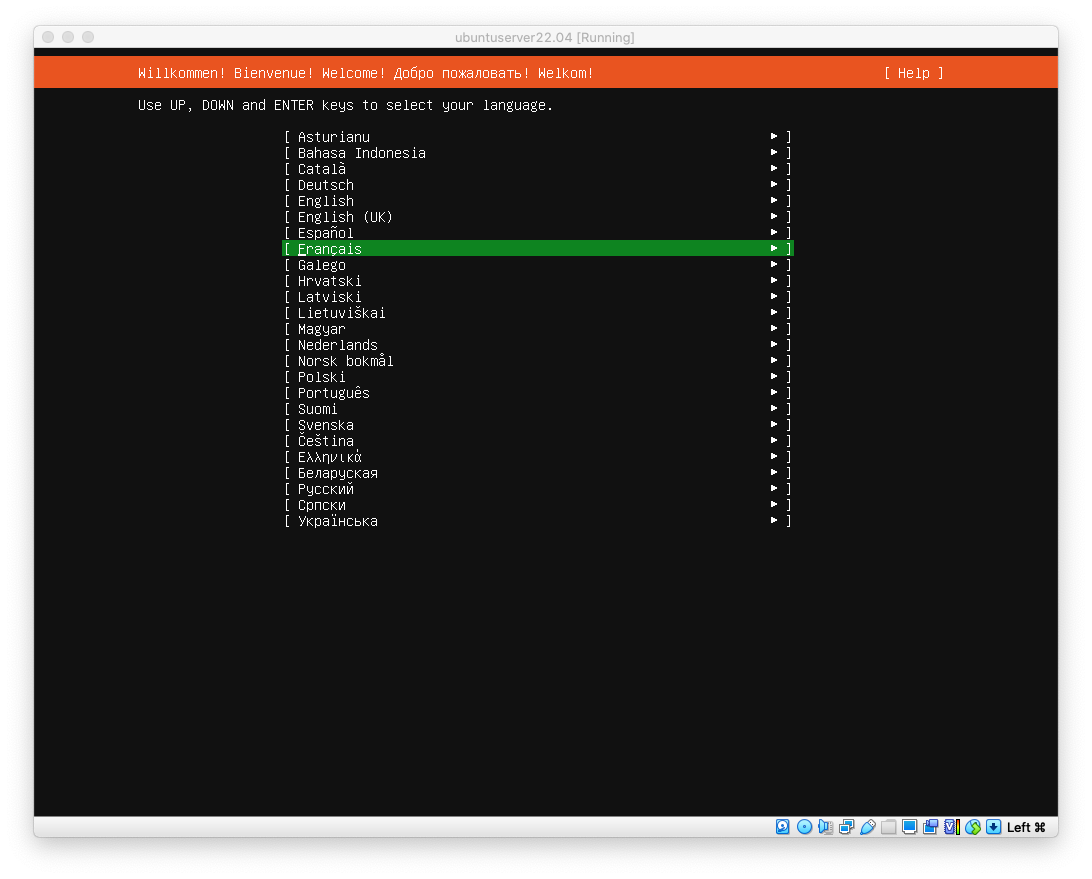 ubuntuserver22.04 [Running]
Willkommen! Bienvenue! Welcome! Добро пожаловать! Welkom! [ Help ]
Use UP, DOWN and ENTER keys to select your language.
[ Asturianu ▸ ]
[ Bahasa Indonesia ▸ ]
[ Català ▸ ]
[ Deutsch ▸ ]
[ English ▸ ]
[ English (UK) ▸ ]
[ Español ▸ ]
[ Français ▸ ]
[ Galego ▸ ]
[ Hrvatski ▸ ]
[ Latviski ▸ ]
[ Lietuviškai ▸ ]
[ Magyar ▸ ]
[ Nederlands ▸ ]
[ Norsk bokmål ▸ ]
[ Polski ▸ ]
[ Português ▸ ]
[ Suomi ▸ ]
[ Svenska ▸ ]
[ Čeština ▸ ]
[ Ελληνικά ▸ ]
[ Беларуская ▸ ]
[ Русский ▸ ]
[ Српски ▸ ]
[ Українська ▸ ]
Left ⌘